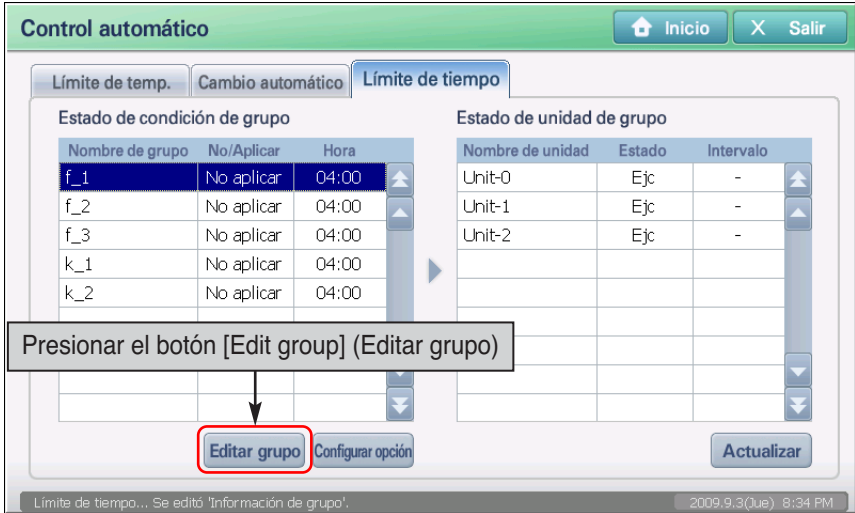 Control automático
Inicio
X Salir
Límite de temp.
Cambio automático
Límite de tiempo
Estado de condición de grupo
Nombre de grupo No/Aplicar Hora
f_1 No aplicar 04:00
f_2 No aplicar 04:00
f_3 No aplicar 04:00
k_1 No aplicar 04:00
k_2 No aplicar 04:00
Estado de unidad de grupo
Nombre de unidad Estado Intervalo
Unit-0 Ejc -
Unit-1 Ejc -
Unit-2 Ejc -
Presionar el botón [Edit group] (Editar grupo)
Editar grupo
Configurar opción
Actualizar
Límite de tiempo... Se editó 'Información de grupo'.
2009.9.3(Jue) 8:34 PM